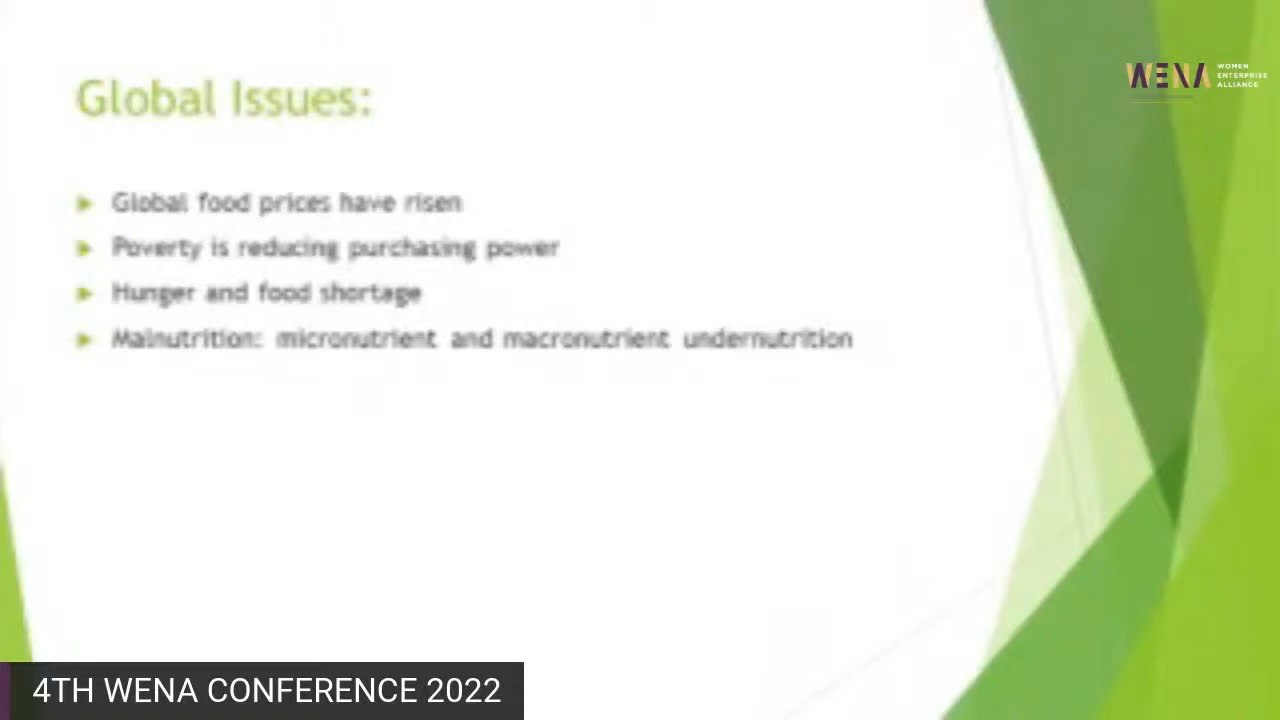 WENA WOMEN
ENTERPRISE
ALLIANCE
Global Issues:
Global food prices have risen
Poverty is reducing purchasing power
Hunger and food shortage
Malnutrition: micronutrient and macronutrient undernutrition
4TH WENA CONFERENCE 2022